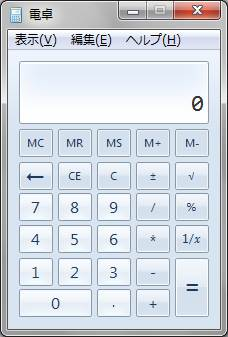 電卓
表示(V) 編集(E) ヘルプ(H)
0
MC MR MS M+ M-
← CE C ± √
7 8 9 / %
4 5 6 * 1/x
1 2 3 - =
0 . +